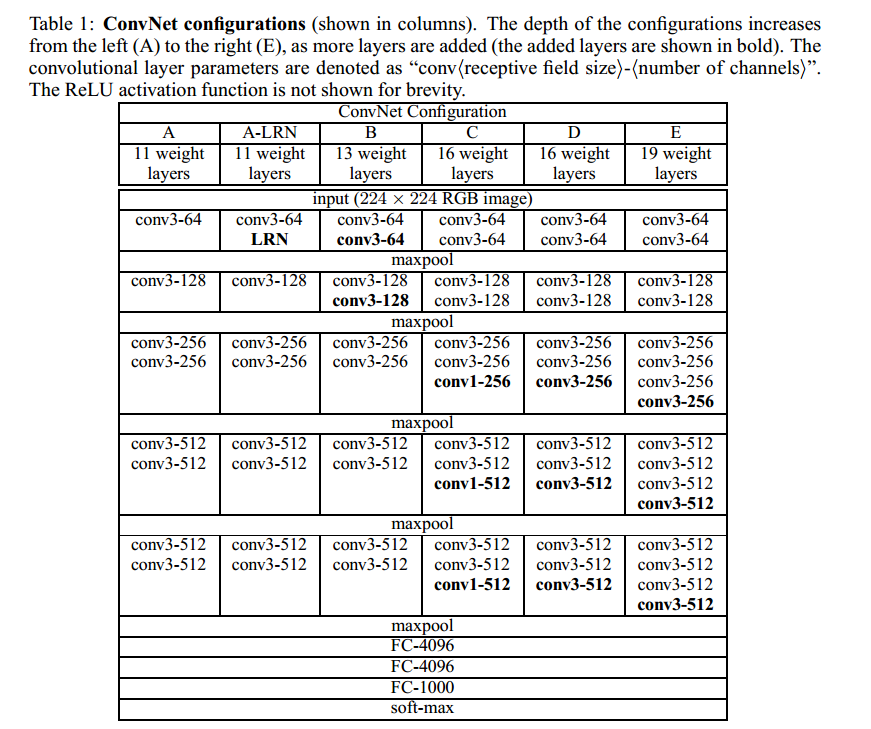 Table 1: ConvNet configurations (shown in columns). The depth of the configurations increases
from the left (A) to the right (E), as more layers are added (the added layers are shown in bold). The
convolutional layer parameters are denoted as “conv⟨receptive field size⟩-⟨number of channels⟩”.
The ReLU activation function is not shown for brevity.
ConvNet Configuration
A A-LRN B C D E
11 weight 11 weight 13 weight 16 weight 16 weight 19 weight
layers layers layers layers layers layers
input (224 × 224 RGB image)
conv3-64 conv3-64 conv3-64 conv3-64 conv3-64 conv3-64
LRN conv3-64 conv3-64 conv3-64 conv3-64
maxpool
conv3-128 conv3-128 conv3-128 conv3-128 conv3-128 conv3-128
conv3-128 conv3-128 conv3-128 conv3-128
maxpool
conv3-256 conv3-256 conv3-256 conv3-256 conv3-256 conv3-256
conv3-256 conv3-256 conv3-256 conv3-256 conv3-256 conv3-256
conv1-256 conv3-256 conv3-256
conv3-256
maxpool
conv3-512 conv3-512 conv3-512 conv3-512 conv3-512 conv3-512
conv3-512 conv3-512 conv3-512 conv3-512 conv3-512 conv3-512
conv1-512 conv3-512 conv3-512
conv3-512
maxpool
conv3-512 conv3-512 conv3-512 conv3-512 conv3-512 conv3-512
conv3-512 conv3-512 conv3-512 conv3-512 conv3-512 conv3-512
conv1-512 conv3-512 conv3-512
conv3-512
maxpool
FC-4096
FC-4096
FC-1000
soft-max